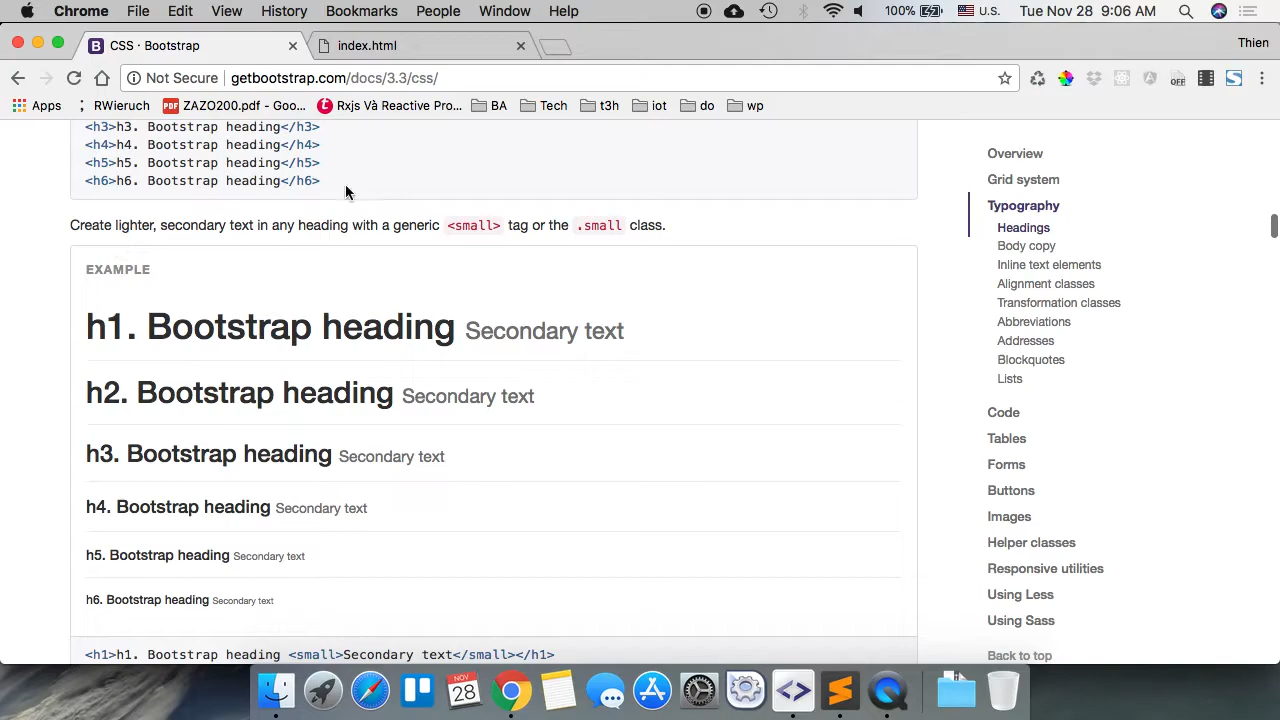 Chrome File Edit View History Bookmarks People Window Help 100% U.S. Tue Nov 28 9:06 AM
CSS · Bootstrap × index.html × Thien
Not Secure getbootstrap.com/docs/3.3/css/
Apps RWieruch ZAZO200.pdf - Goo... Rxjs Và Reactive Pro... BA Tech t3h iot do wp
<h3>h3. Bootstrap heading</h3>
<h4>h4. Bootstrap heading</h4>
<h5>h5. Bootstrap heading</h5>
<h6>h6. Bootstrap heading</h6>
Create lighter, secondary text in any heading with a generic <small> tag or the .small class.
EXAMPLE
h1. Bootstrap heading Secondary text
h2. Bootstrap heading Secondary text
h3. Bootstrap heading Secondary text
h4. Bootstrap heading Secondary text
h5. Bootstrap heading Secondary text
h6. Bootstrap heading Secondary text
<h1>h1. Bootstrap heading <small>Secondary text</small></h1>
Overview
Grid system
Typography
Headings
Body copy
Inline text elements
Alignment classes
Transformation classes
Abbreviations
Addresses
Blockquotes
Lists
Code
Tables
Forms
Buttons
Images
Helper classes
Responsive utilities
Using Less
Using Sass
Back to top
NOV
28